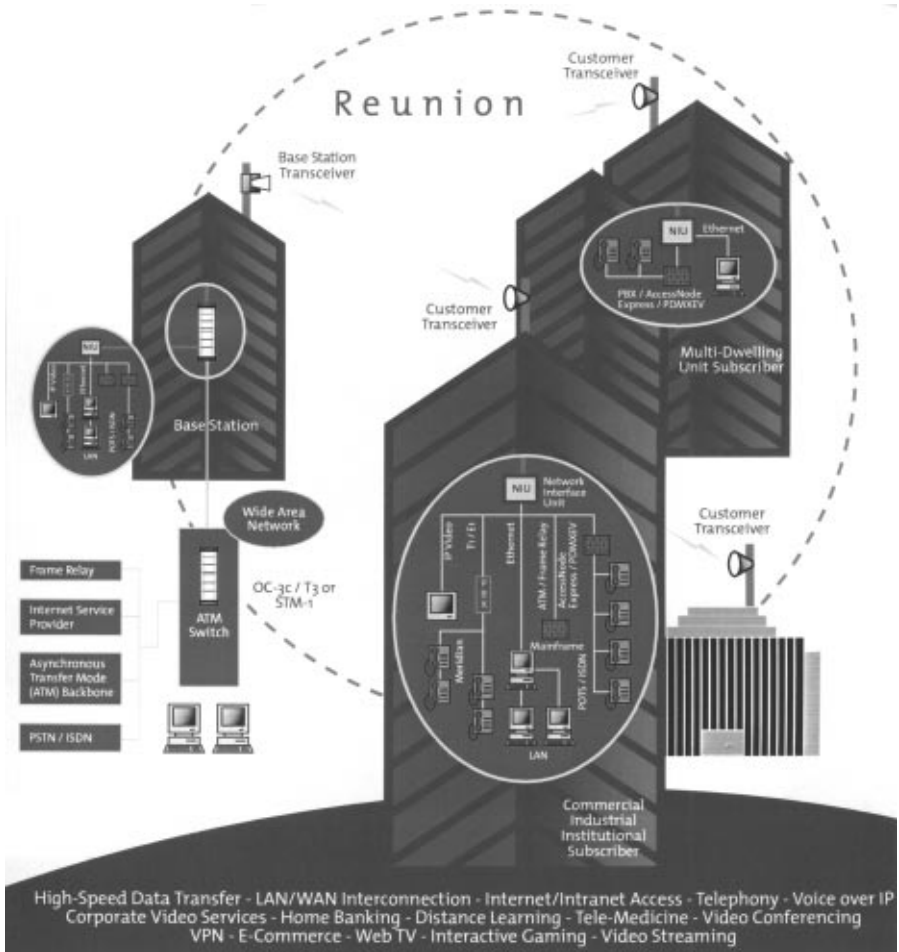 Reunion
Customer
Transceiver
Base Station
Transceiver
NIU
Ethernet
PBX / AccessNode
Express / PDMXEV
Multi-Dwelling
Unit Subscriber
Customer
Transceiver
NIU
IP Video
Ethernet
POTS / ISDN
LAN
Base Station
Wide Area
Network
OC-3c / T3 or
STM-1
ATM
Switch
Frame Relay
Internet Service
Provider
Asynchronous
Transfer Mode
(ATM) Backbone
PSTN / ISDN
NIU
Network
Interface
Unit
IP Video
T1 / E1
Ethernet
ATM / Frame Relay
AccessNode
Express / PDMXEV
Mainframe
Meridian
POTS / ISDN
LAN
Customer
Transceiver
Commercial
Industrial
Institutional
Subscriber
High-Speed Data Transfer - LAN/WAN Interconnection - Internet/Intranet Access - Telephony - Voice over IP
Corporate Video Services - Home Banking - Distance Learning - Tele-Medicine - Video Conferencing
VPN - E-Commerce - Web TV - Interactive Gaming - Video Streaming